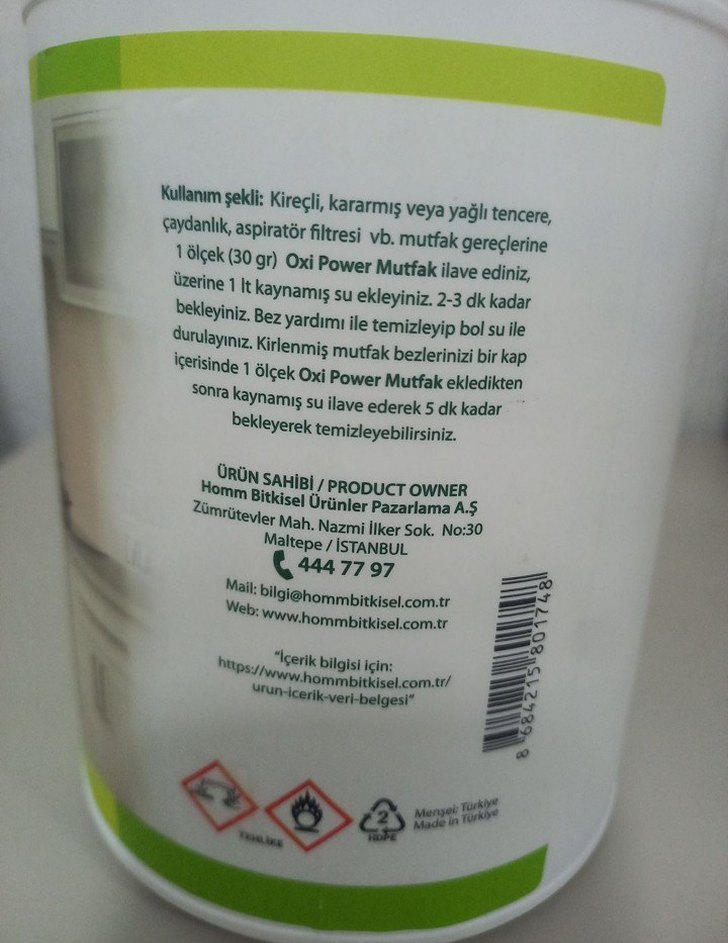 Kullanım şekli: Kireçli, kararmış veya yağlı tencere,
çaydanlık, aspiratör filtresi vb. mutfak gereçlerine
1 ölçek (30 gr) Oxi Power Mutfak ilave ediniz,
üzerine 1 lt kaynamış su ekleyiniz. 2-3 dk kadar
bekleyiniz. Bez yardımı ile temizleyip bol su ile
durulayınız. Kirlenmiş mutfak bezlerinizi bir kap
içerisinde 1 ölçek Oxi Power Mutfak ekledikten
sonra kaynamış su ilave ederek 5 dk kadar
bekleyerek temizleyebilirsiniz.
ÜRÜN SAHİBİ / PRODUCT OWNER
Homm Bitkisel Ürünler Pazarlama A.Ş
Zümrütevler Mah. Nazmi İlker Sok. No:30
Maltepe / İSTANBUL
444 77 97
Mail: bilgi@hommbitkisel.com.tr
Web: www.hommbitkisel.com.tr
"İçerik bilgisi için:
https://www.hommbitkisel.com.tr/
urun-icerik-veri-belgesi"
8 684215 801748
TEHLİKE
2
HDPE
Menşei: Türkiye
Made in Türkiye